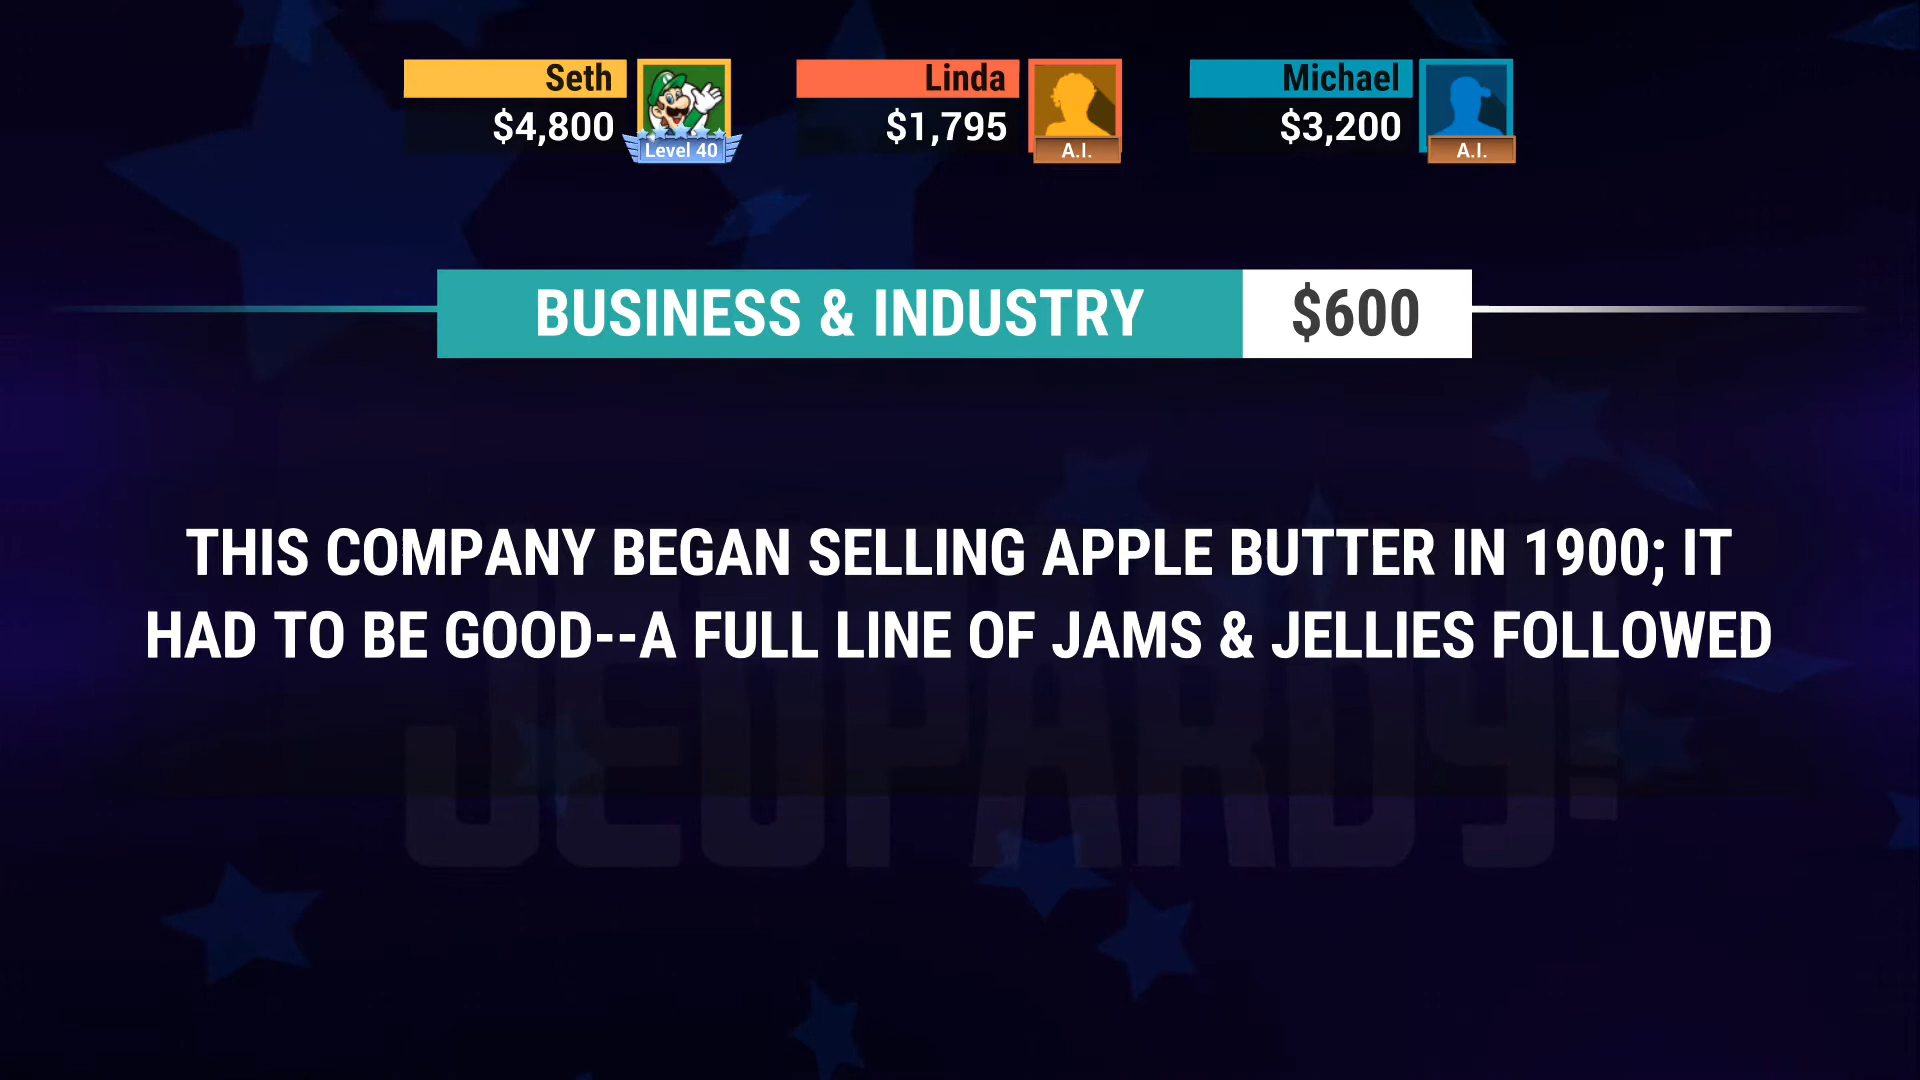 Seth
$4,800
Level 40
Linda
$1,795
A.I.
Michael
$3,200
A.I.
BUSINESS & INDUSTRY $600
THIS COMPANY BEGAN SELLING APPLE BUTTER IN 1900; IT
HAD TO BE GOOD--A FULL LINE OF JAMS & JELLIES FOLLOWED
JEOPARDY!